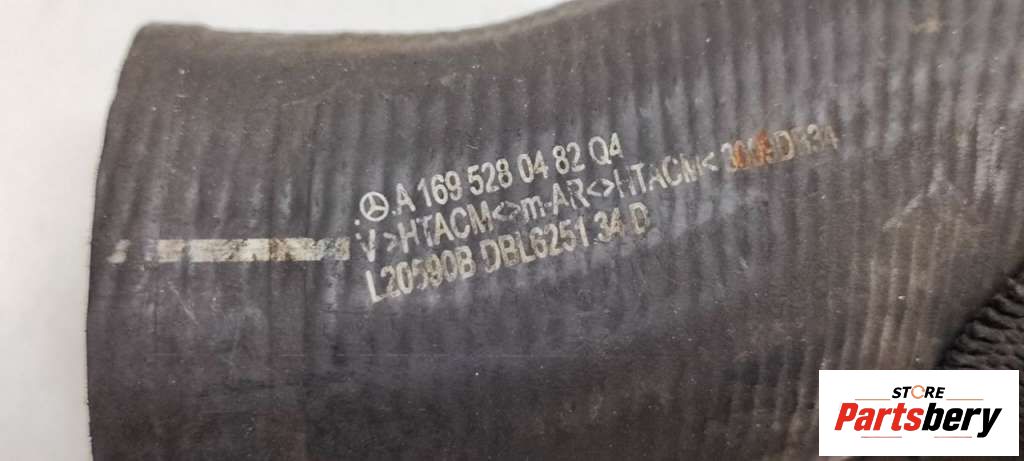 A 169 528 04 82 Q4
V>HTACM<>m-AR<>HTACM<
L20590B DBL6251 34 D
STORE
Partsbery